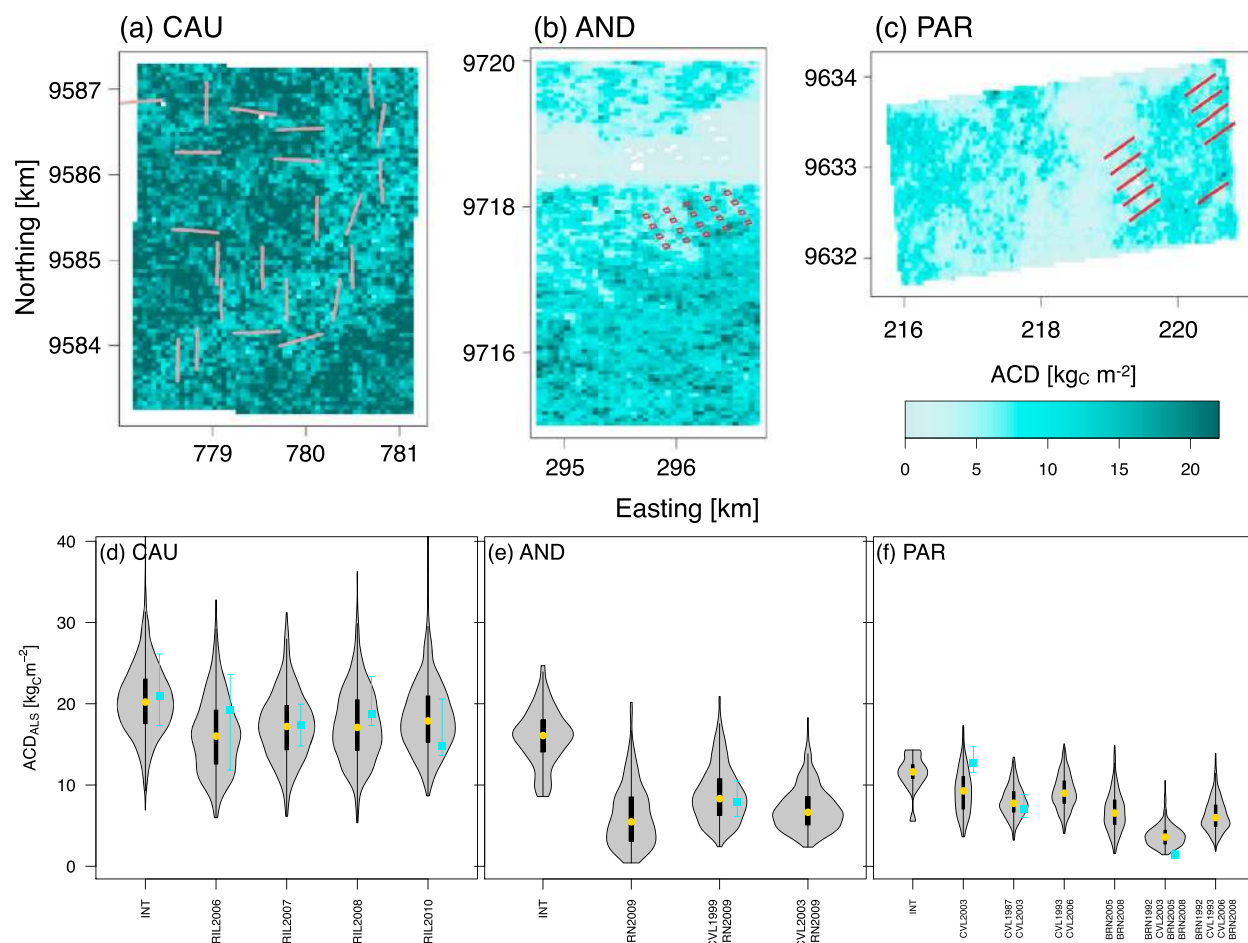 (a) CAU
(b) AND
(c) PAR
Northing [km]
9587
9586
9585
9584
779
780
781
9720
9718
9716
295
296
9634
9633
9632
216
218
220
ACD [kgC m-2]
0
5
10
15
20
Easting [km]
(d) CAU
(e) AND
(f) PAR
ACDALS [kgCm−2]
40
30
20
10
0
INT
RIL2006
RIL2007
RIL2008
RIL2010
INT
RN2009
CVL1999
RN2009
CVL2003
RN2009
INT
CVL2003
CVL1987
CVL2003
CVL1993
CVL2006
BRN2005
BRN2008
BRN1992
CVL2003
BRN2005
BRN2008
BRN1992
CVL1993
CVL2006
BRN2008